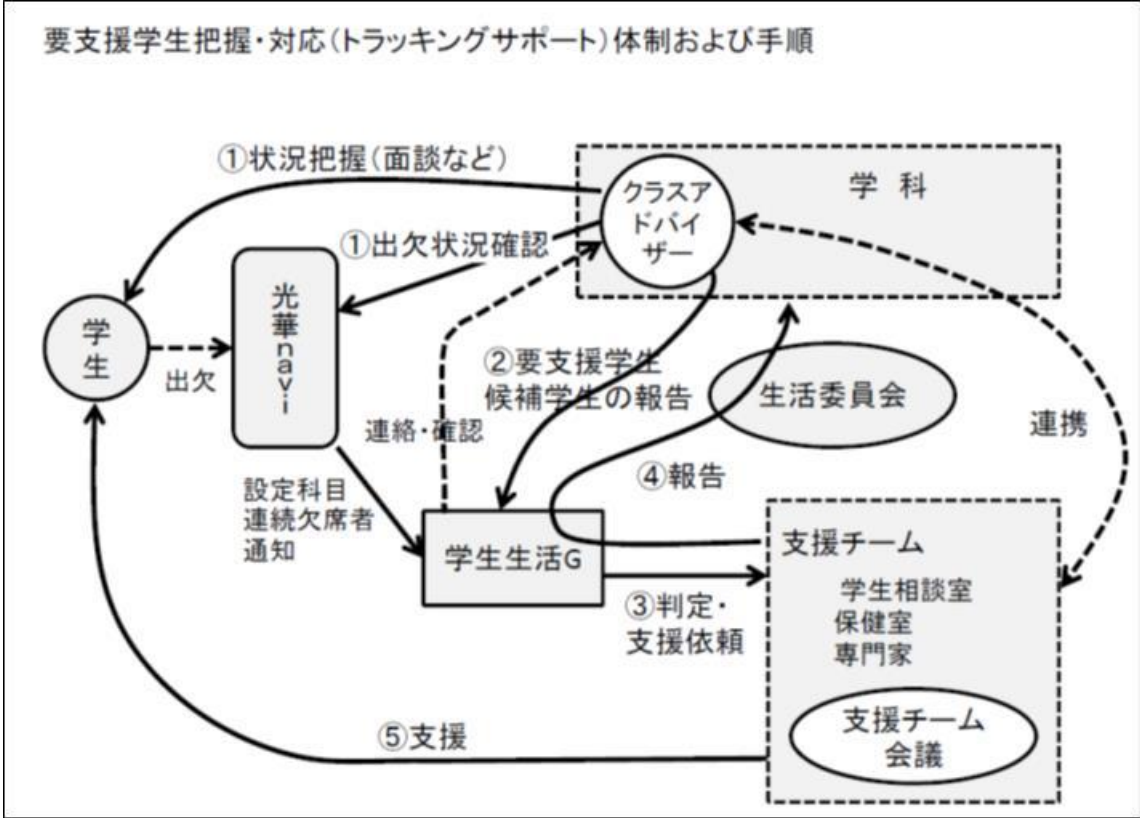 要支援学生把握・対応(トラッキングサポート)体制および手順
①状況把握(面談など)
クラスア
ドバイ
ザー
学 科
①出欠状況確認
学
生
出欠
光
華
n
a
v
i
②要支援学生
候補学生の報告
生活委員会
連絡・確認
連携
設定科目
連続欠席者
通知
④報告
学生生活G
支援チーム
学生相談室
保健室
専門家
③判定・
支援依頼
支援チーム
会議
⑤支援